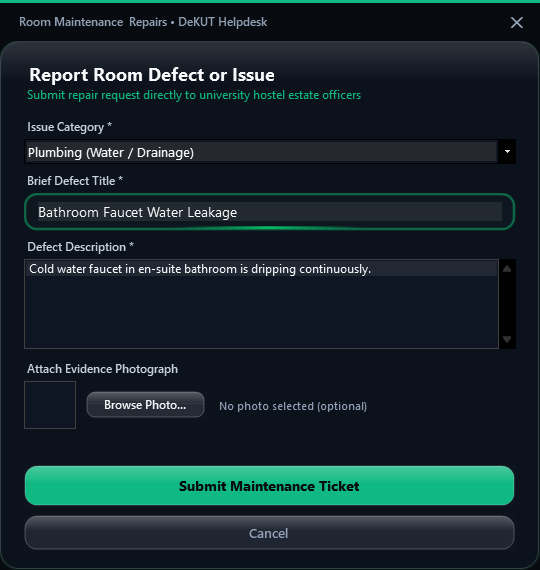 Room Maintenance Repairs • DeKUT Helpdesk
Report Room Defect or Issue
Submit repair request directly to university hostel estate officers
Issue Category *
Plumbing (Water / Drainage)
Brief Defect Title *
Bathroom Faucet Water Leakage
Defect Description *
Cold water faucet in en-suite bathroom is dripping continuously.
Attach Evidence Photograph
Browse Photo...
No photo selected (optional)
Submit Maintenance Ticket
Cancel